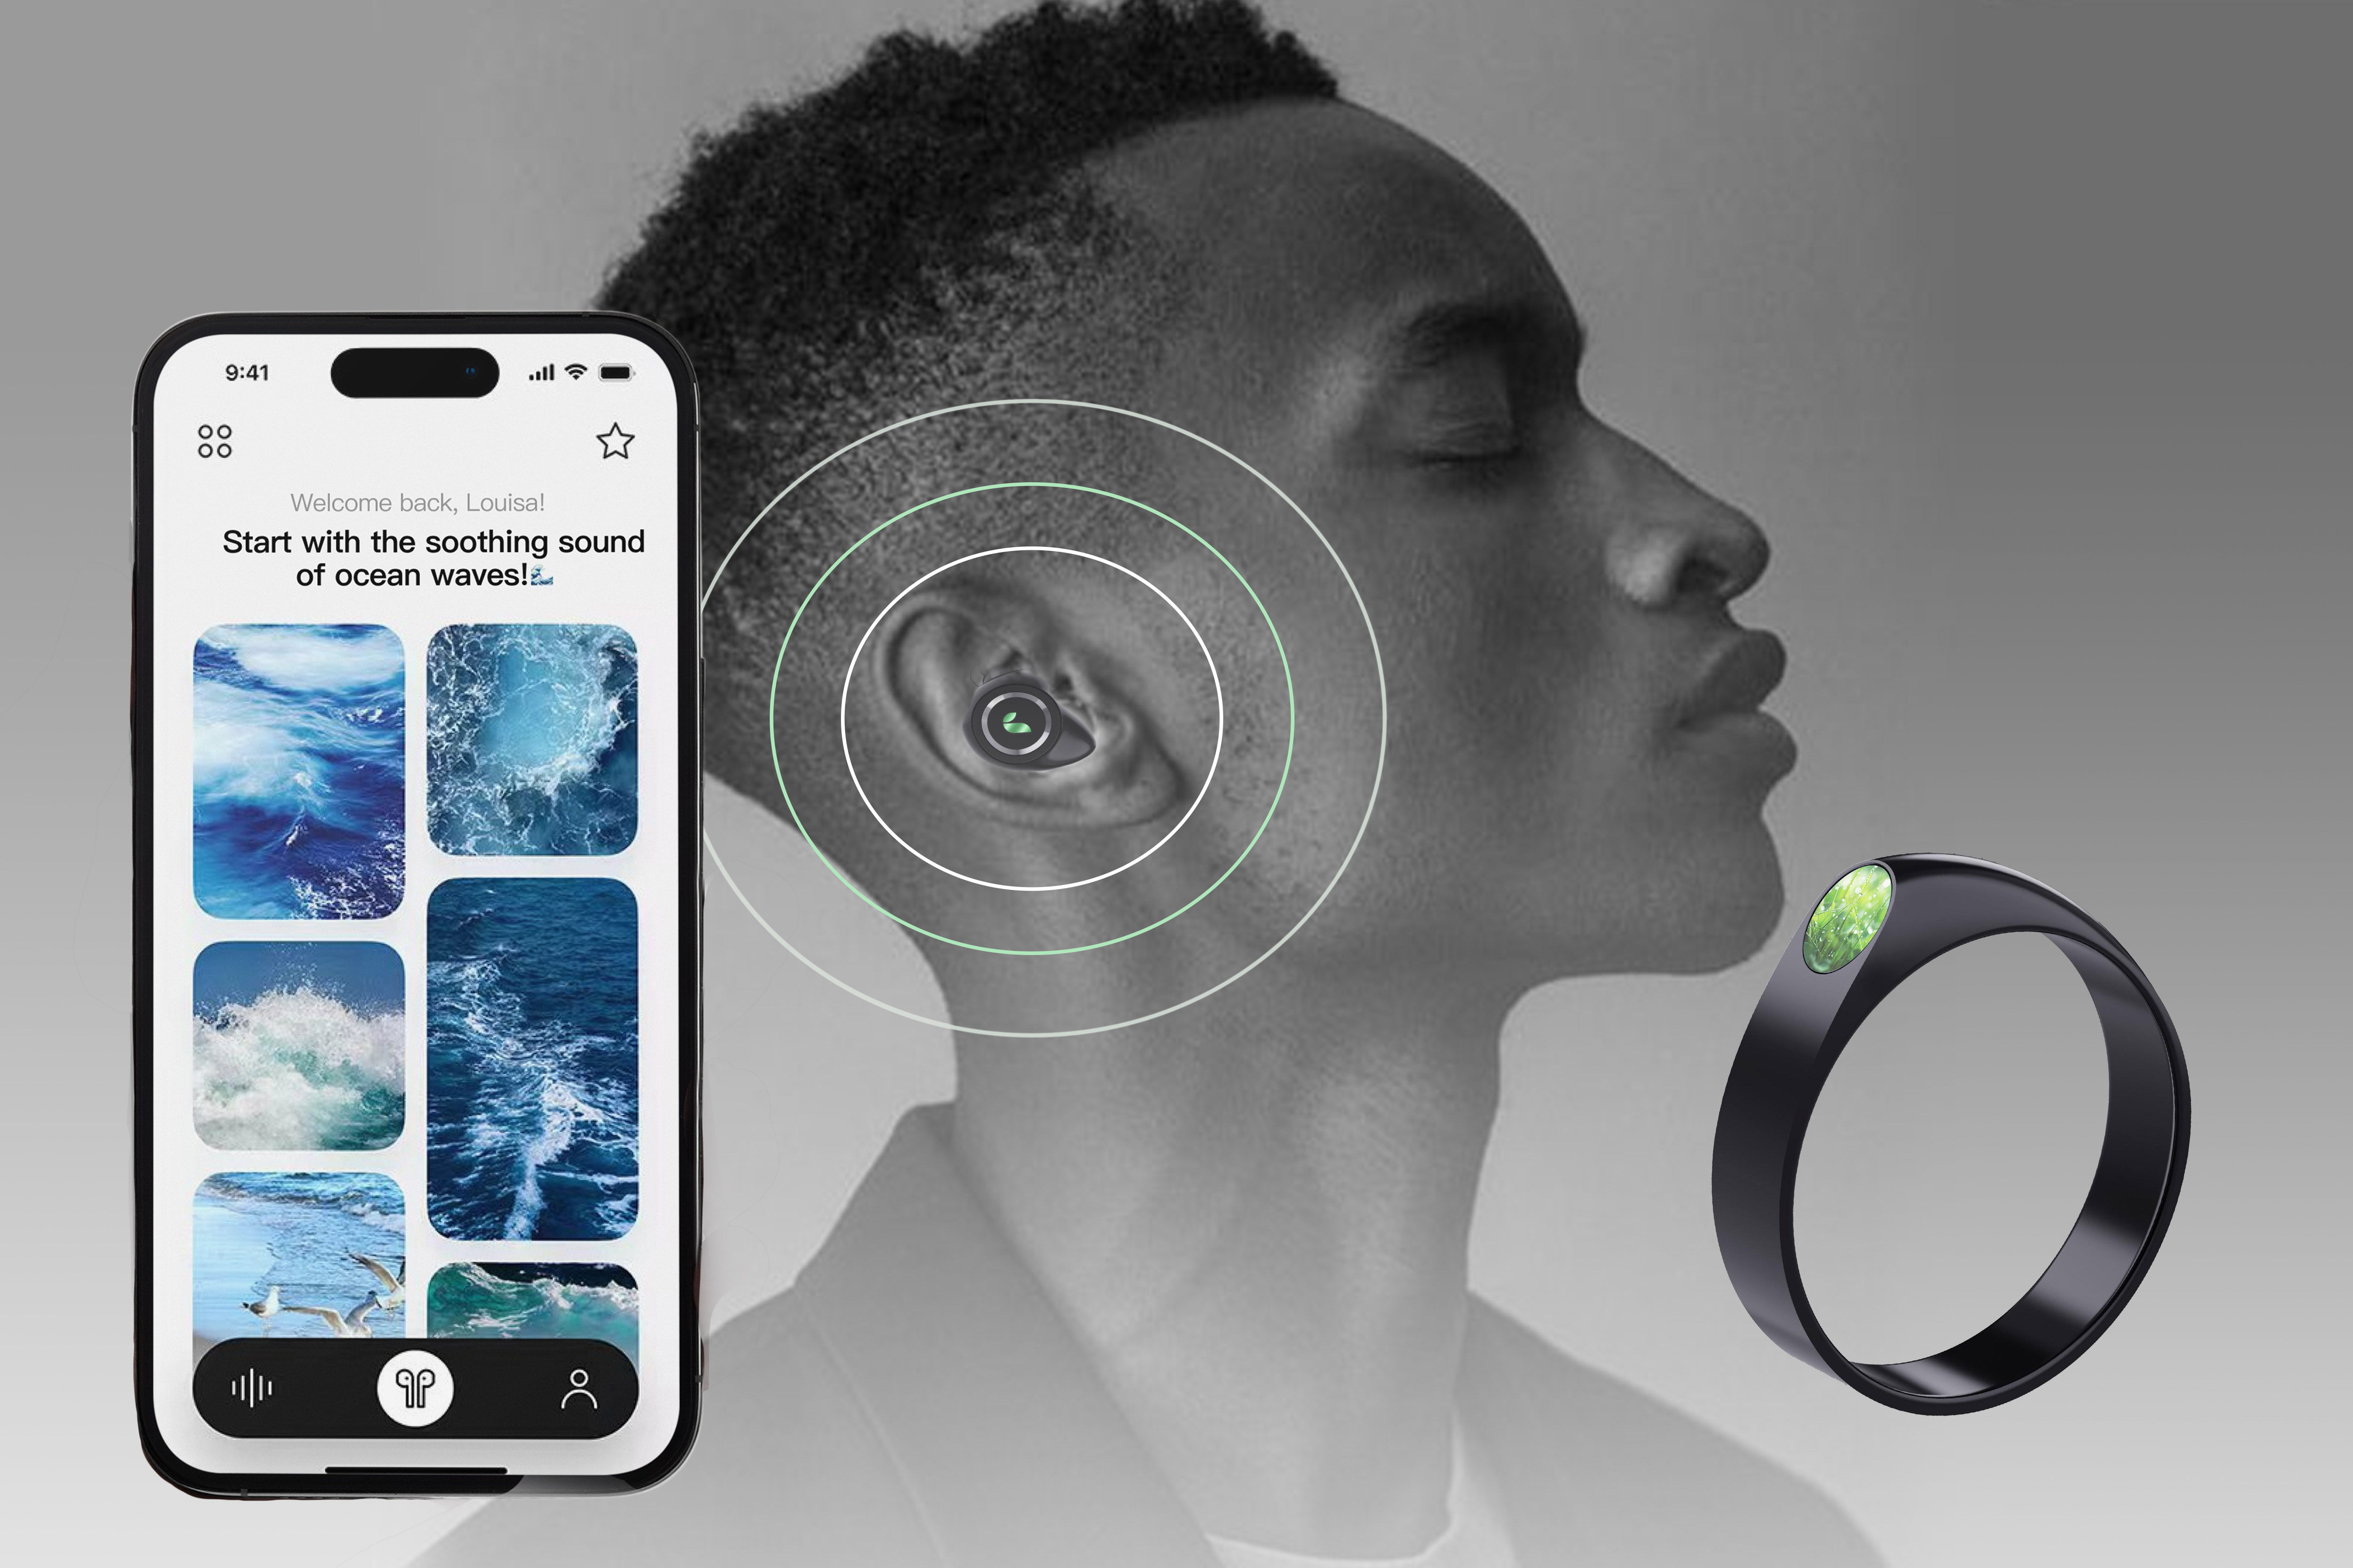 9:41
Welcome back, Louisa!
Start with the soothing sound
of ocean waves!🌊